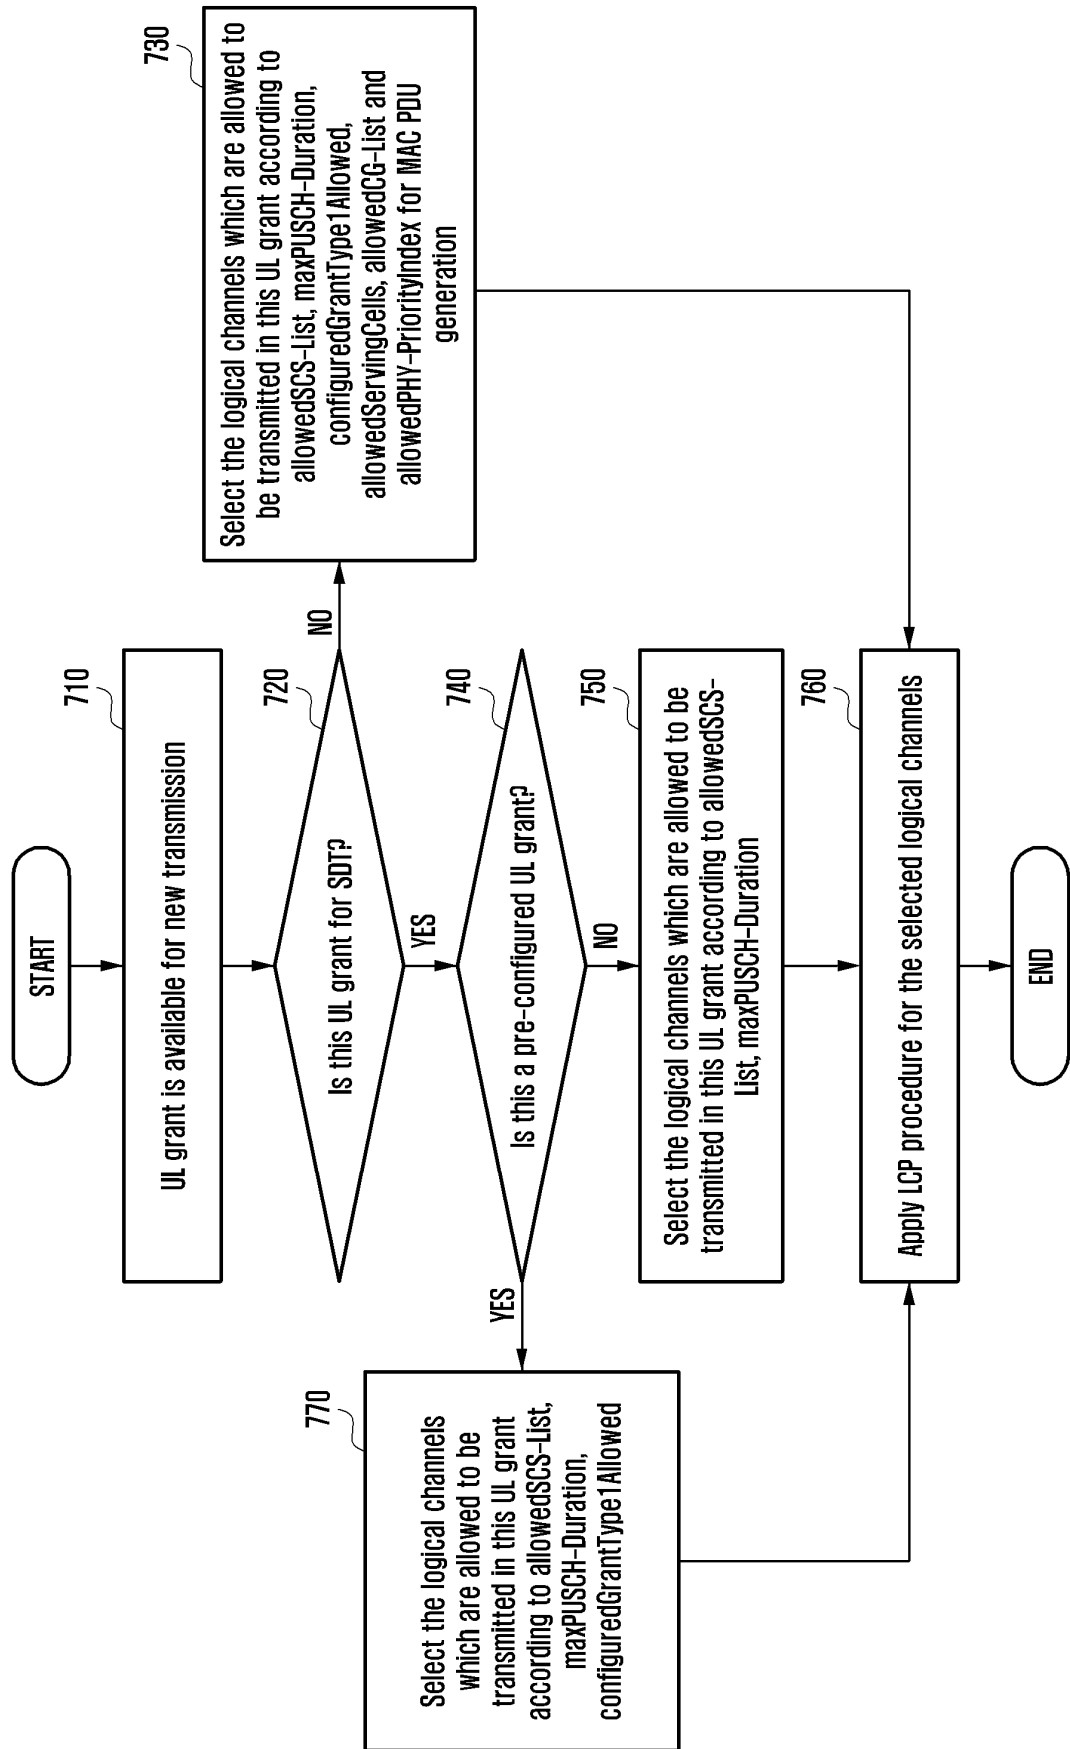 START
710
UL grant is available for new transmission
720
Is this UL grant for SDT?
NO
YES
730
Select the logical channels which are allowed to
be transmitted in this UL grant according to
allowedSCS-List, maxPUSCH-Duration,
configuredGrantType1Allowed,
allowedServingCells, allowedCG-List and
allowedPHY-PriorityIndex for MAC PDU
generation
740
Is this a pre-configured UL grant?
YES
NO
770
Select the logical channels
which are allowed to be
transmitted in this UL grant
according to allowedSCS-List,
maxPUSCH-Duration,
configuredGrantType1Allowed
750
Select the logical channels which are allowed to be
transmitted in this UL grant according to allowedSCS-
List, maxPUSCH-Duration
760
Apply LCP procedure for the selected logical channels
END